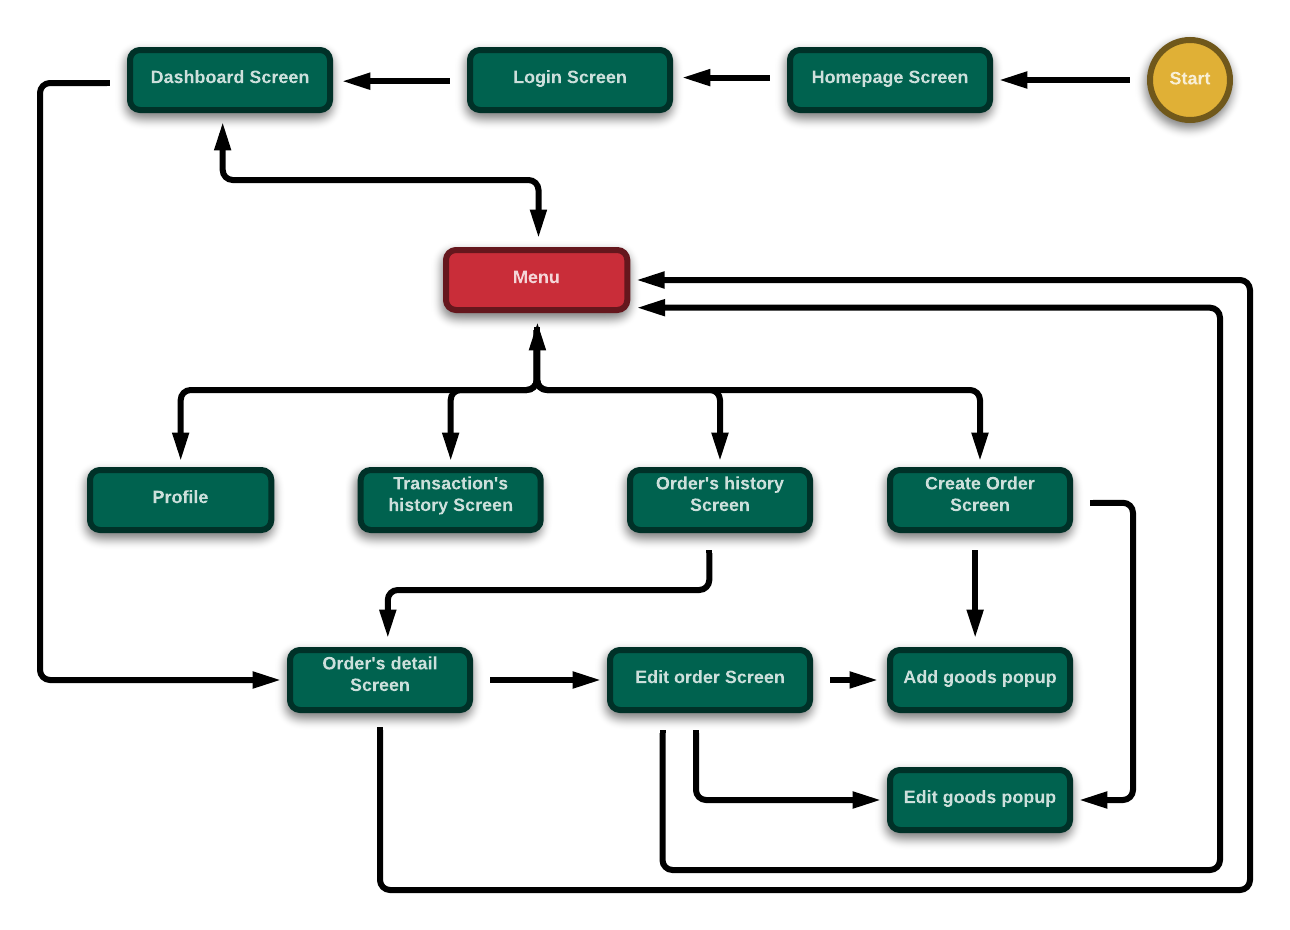 Dashboard Screen
Login Screen
Homepage Screen
Start
Menu
Profile
Transaction's
history Screen
Order's history
Screen
Create Order
Screen
Order's detail
Screen
Edit order Screen
Add goods popup
Edit goods popup